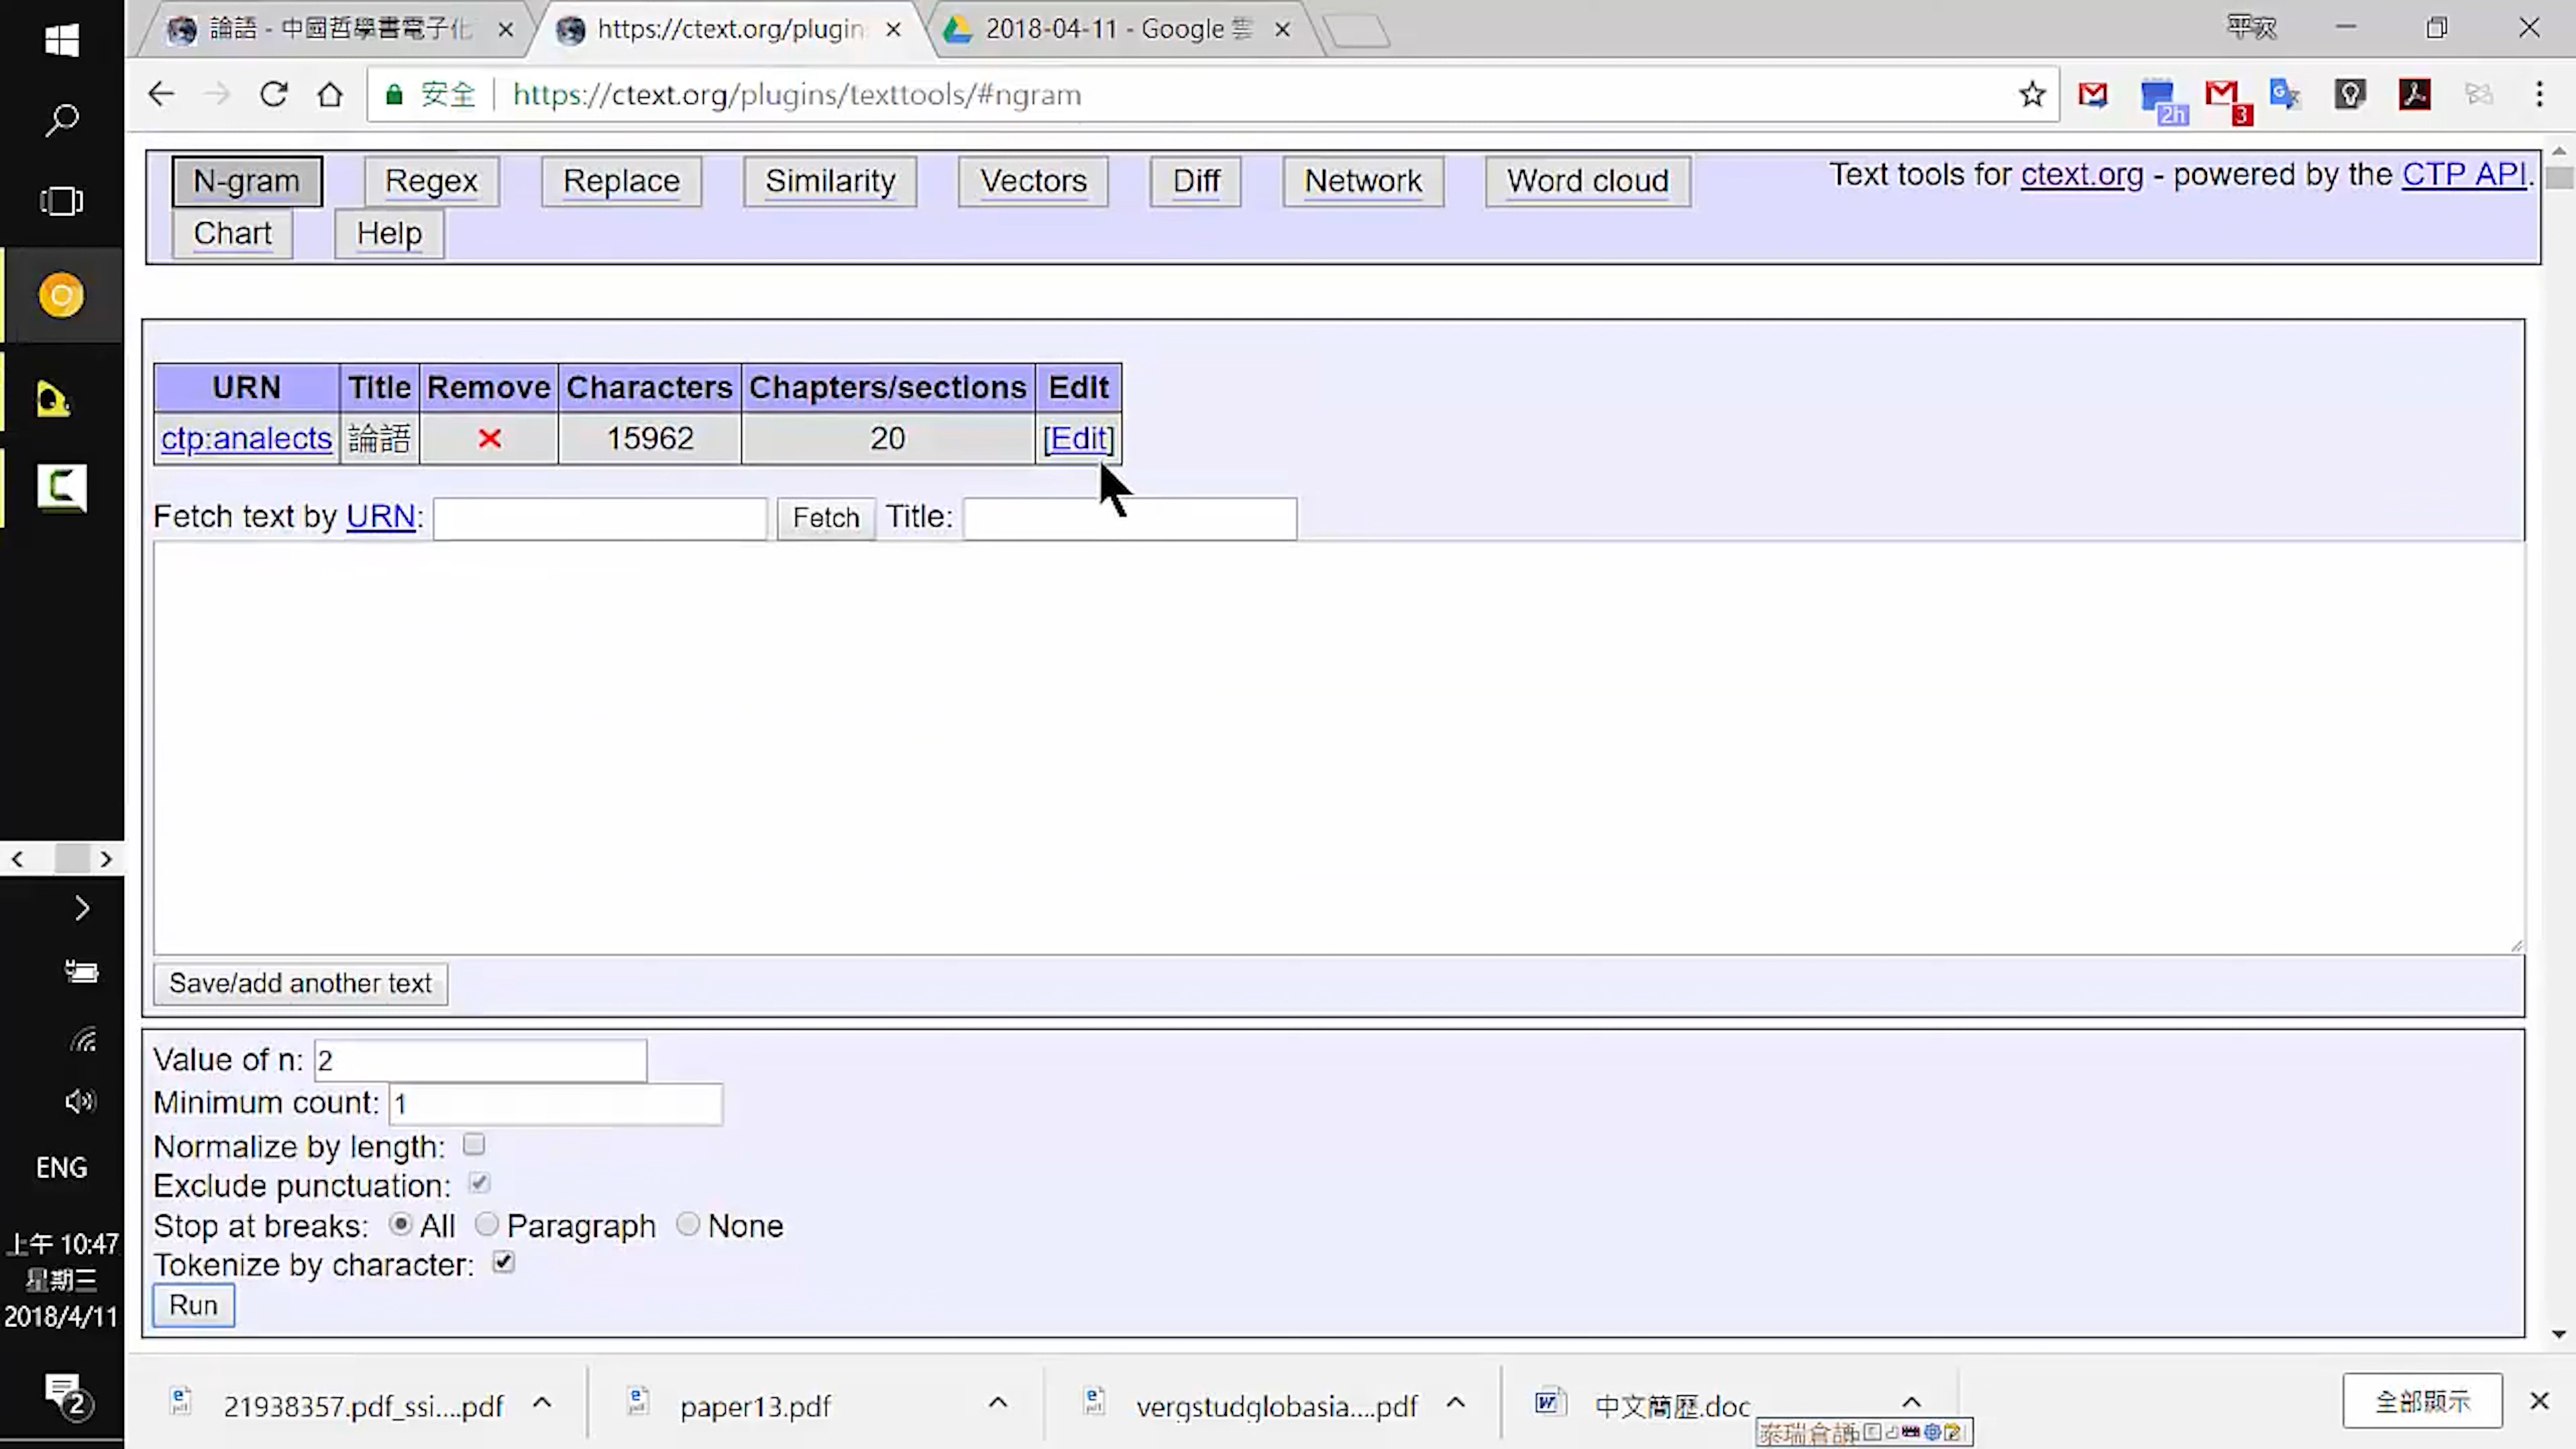 論語 - 中國哲學書電子化
https://ctext.org/plugin
2018-04-11 - Google 雲
安全
https://ctext.org/plugins/texttools/#ngram
2h
3
N-gram Regex Replace Similarity Vectors Diff Network Word cloud
Text tools for ctext.org - powered by the CTP API.
Chart Help
URN Title Remove Characters Chapters/sections Edit
ctp:analects 論語 15962 20 [Edit]
Fetch text by URN: Fetch Title:
Save/add another text
Value of n: 2
Minimum count: 1
Normalize by length:
Exclude punctuation:
Stop at breaks: All Paragraph None
Tokenize by character:
Run
ENG
上午 10:47
星期三
2018/4/11
2
21938357.pdf_ssi....pdf
paper13.pdf
vergstudglobasia....pdf
中文簡歷.doc
全部顯示